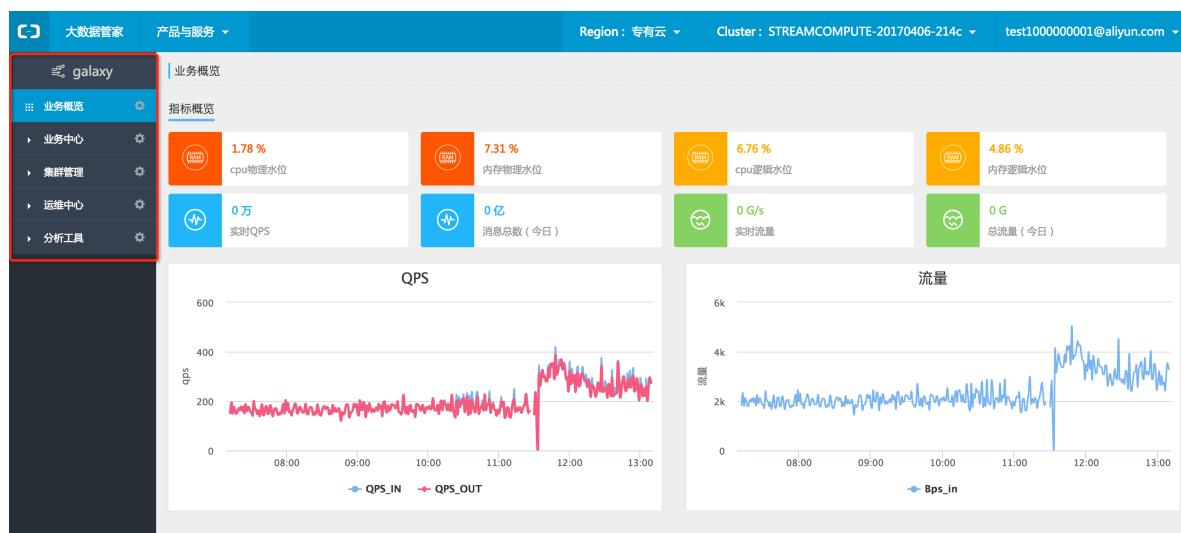 大数据管家 产品与服务 Region： 专有云 Cluster： STREAMCOMPUTE-20170406-214c test1000000001@aliyun.com
galaxy
业务概览
业务中心
集群管理
运维中心
分析工具
业务概览
指标概览
RAM
1.78 %
cpu物理水位
RAM
7.31 %
内存物理水位
RAM
6.76 %
cpu逻辑水位
RAM
4.86 %
内存逻辑水位
0 万
实时QPS
0 亿
消息总数（今日）
0 G/s
实时流量
0 G
总流量（今日）
QPS
qps
600
400
200
0
08:00 09:00 10:00 11:00 12:00 13:00
QPS_IN QPS_OUT
流量
流量
6k
4k
2k
0
08:00 09:00 10:00 11:00 12:00 13:00
Bps_in